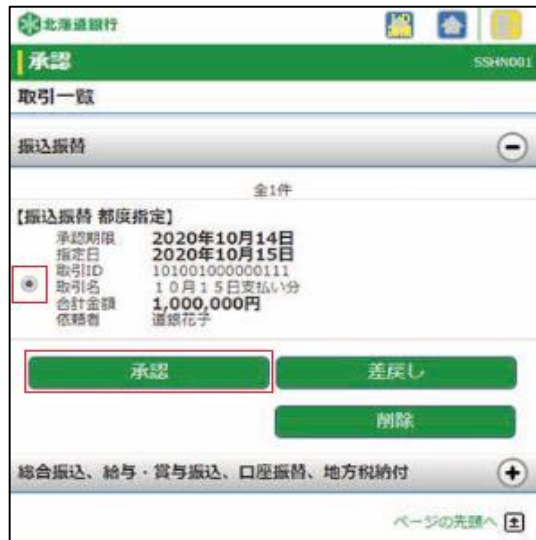 北海道銀行
承認
SSHN001
取引一覧
振込振替
全1件
【振込振替 都度指定】
承認期限 2020年10月14日
指定日 2020年10月15日
取引ID 101001000000111
取引名 10月15日支払い分
合計金額 1,000,000円
依頼者 道銀花子
承認 差戻し
削除
総合振込、給与・賞与振込、口座振替、地方税納付
ページの先頭へ